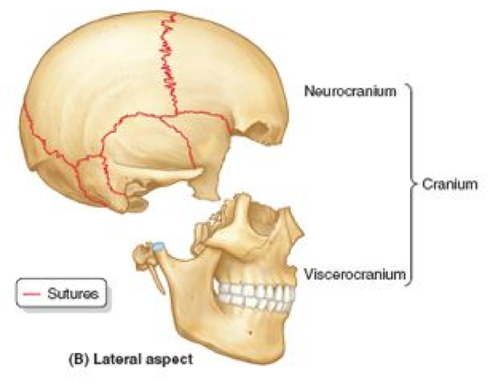 Neurocranium
Cranium
Viscerocranium
Sutures
(B) Lateral aspect